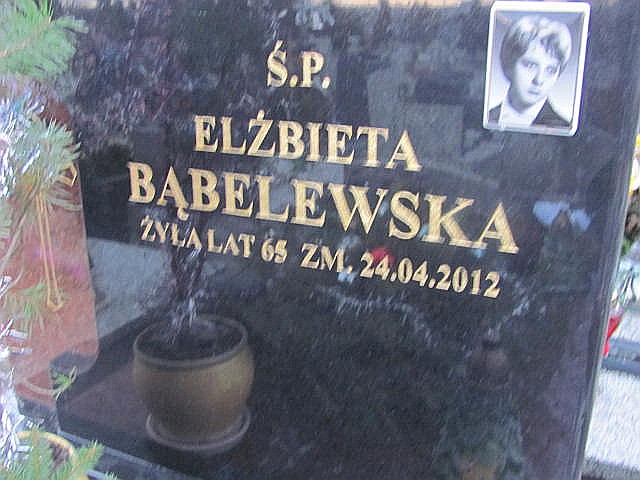 Ś.P.
ELŻBIETA
BĄBELEWSKA
ŻYŁA LAT 65 ZM. 24.04.2012